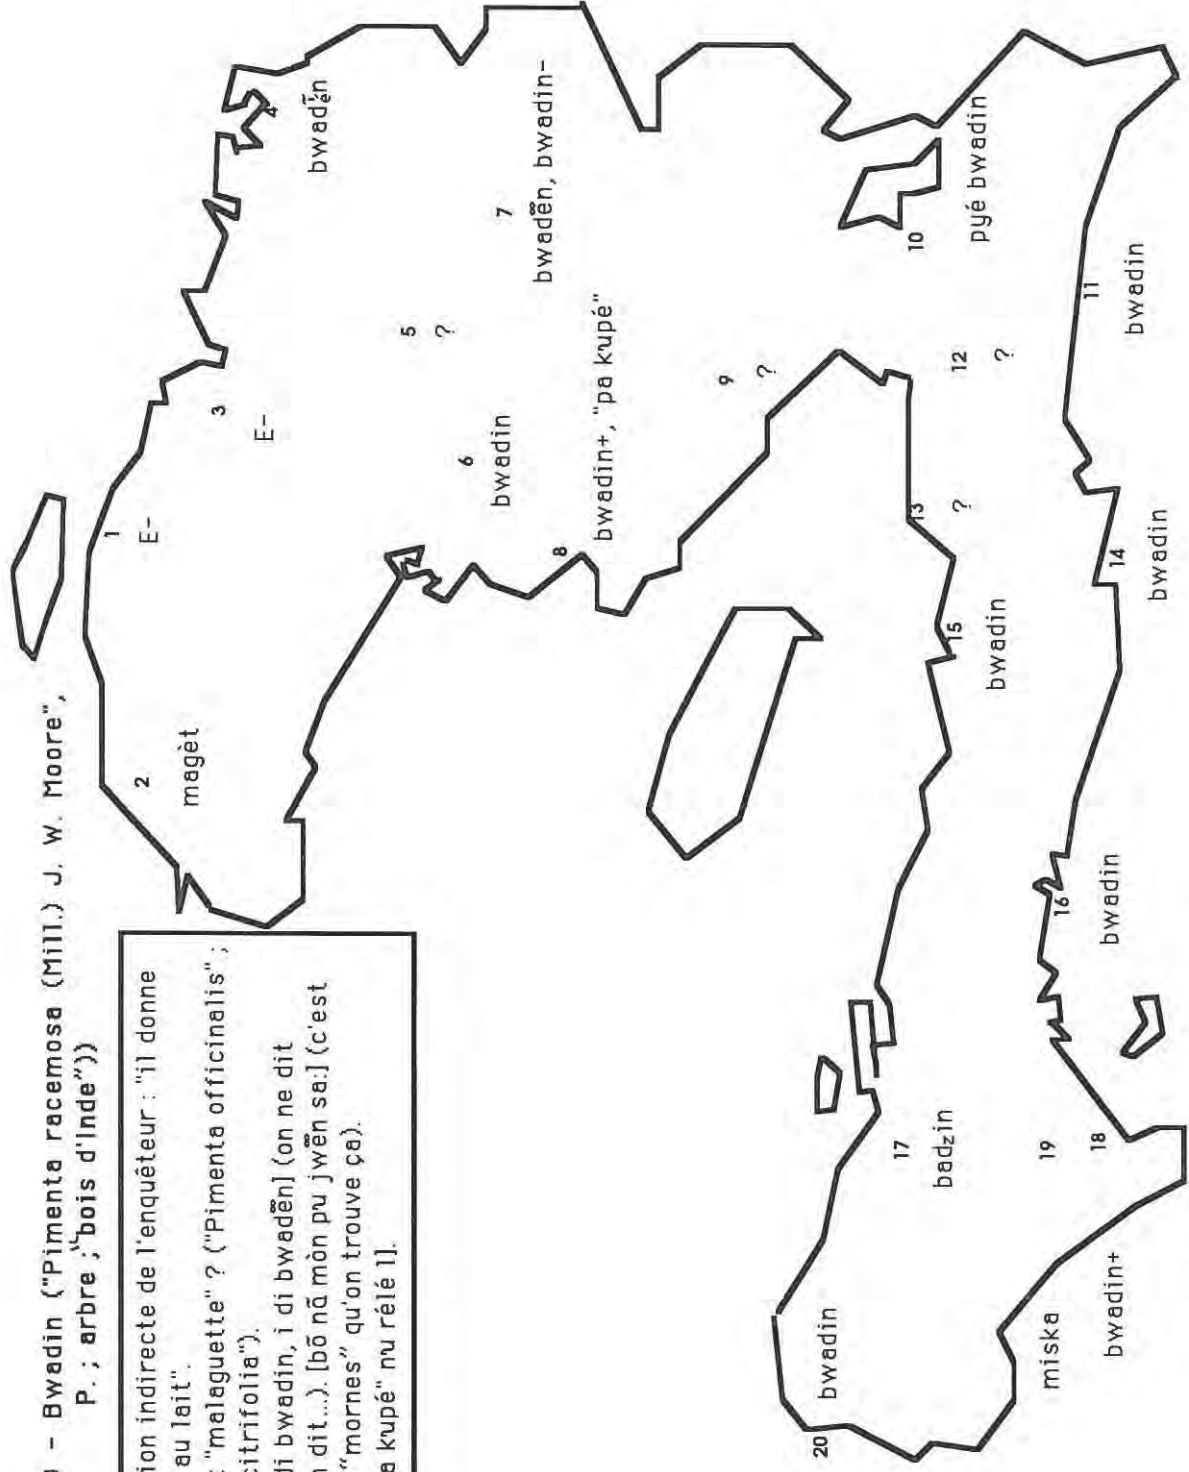 - Bwadin ("Pimenta racemosa (Mill.) J. W. Moore",
P. ; arbre ; "bois d'Inde"))
ion indirecte de l'enquêteur : "il donne
au lait".
"malaguette" ? ("Pimenta officinalis" ;
citrifolia").
di bwadin, i di bwadẽn] (on ne dit
dit...). [bõ nã mòn pu jwẽn sa:] (c'est
"mornes" qu'on trouve ça).
a kupé" nu rélé l].
1
E-
2
magèt
3
E-
4
bwadẽn
5
?
6
bwadin
7
bwadẽn, bwadin-
8
bwadin+, "pa kupé"
9
?
10
pyé bwadin
11
bwadin
12
?
13
?
14
bwadin
15
bwadin
16
bwadin
17
badzin
18
bwadin+
19
miska
20
bwadin